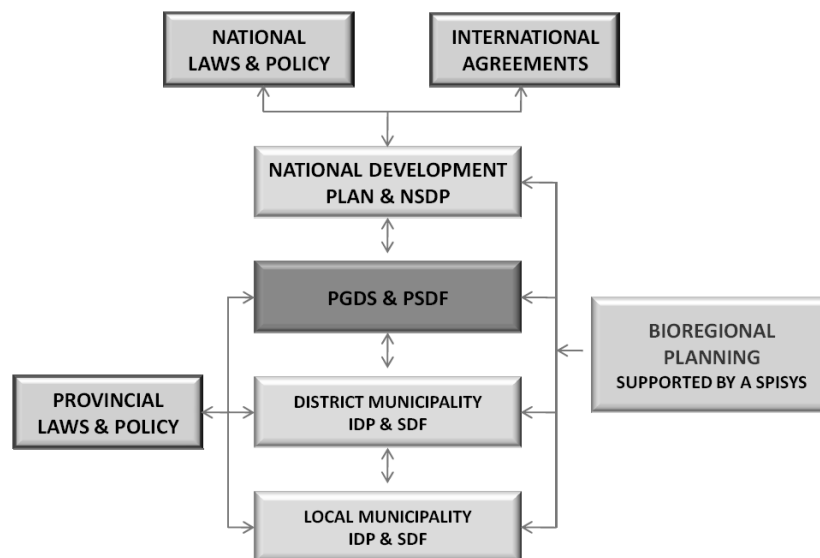 NATIONAL
LAWS & POLICY
INTERNATIONAL
AGREEMENTS
NATIONAL DEVELOPMENT
PLAN & NSDP
PGDS & PSDF
BIOREGIONAL
PLANNING
SUPPORTED BY A SPISYS
PROVINCIAL
LAWS & POLICY
DISTRICT MUNICIPALITY
IDP & SDF
LOCAL MUNICIPALITY
IDP & SDF